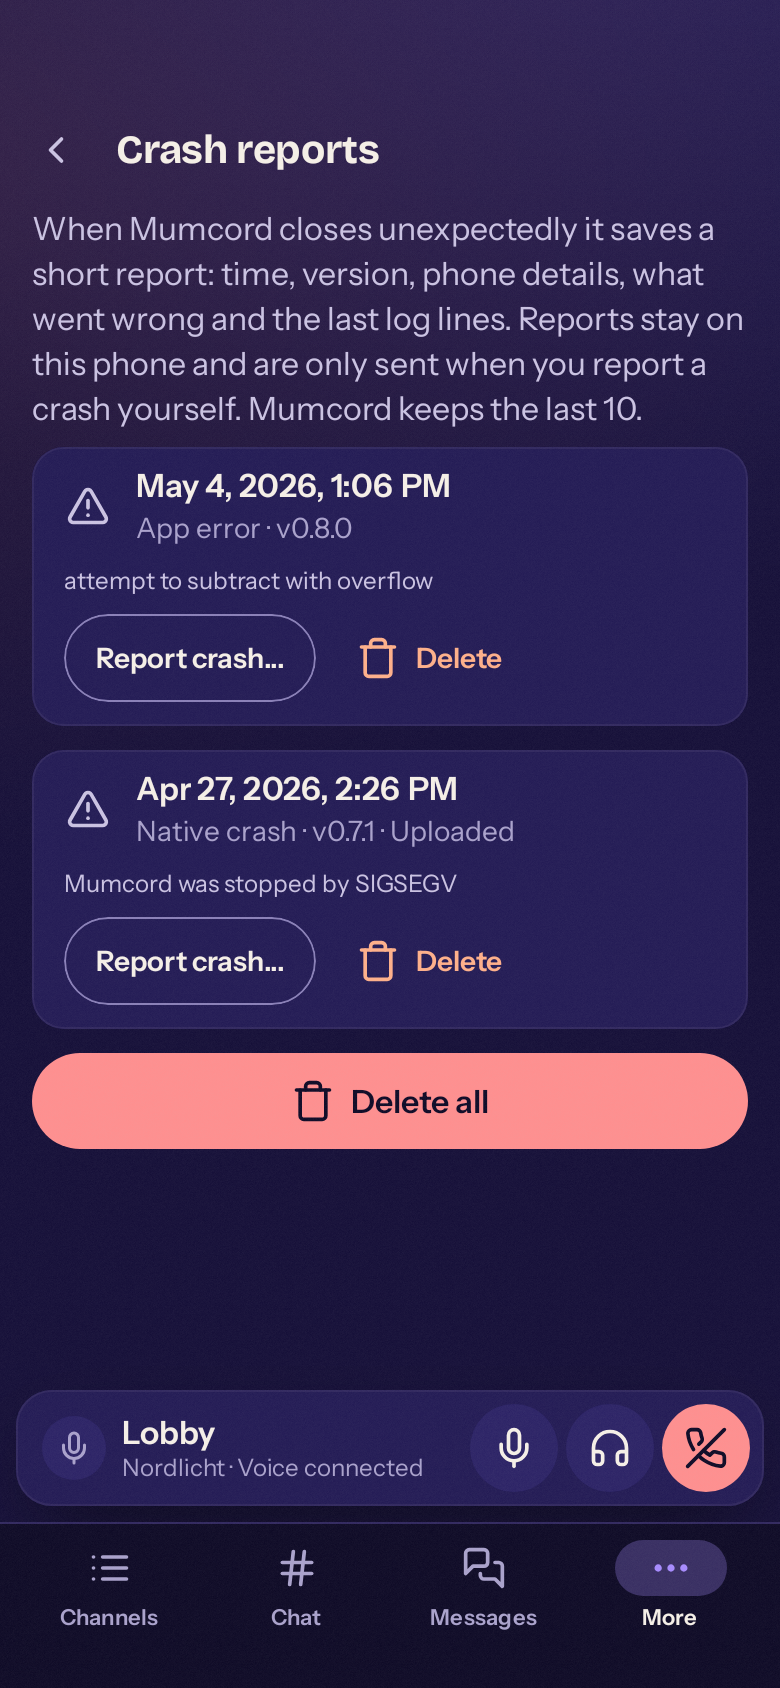 Crash reports
When Mumcord closes unexpectedly it saves a
short report: time, version, phone details, what
went wrong and the last log lines. Reports stay on
this phone and are only sent when you report a
crash yourself. Mumcord keeps the last 10.
May 4, 2026, 1:06 PM
App error · v0.8.0
attempt to subtract with overflow
Report crash...
Delete
Apr 27, 2026, 2:26 PM
Native crash · v0.7.1 · Uploaded
Mumcord was stopped by SIGSEGV
Report crash...
Delete
Delete all
Lobby
Nordlicht · Voice connected
Channels
Chat
Messages
More